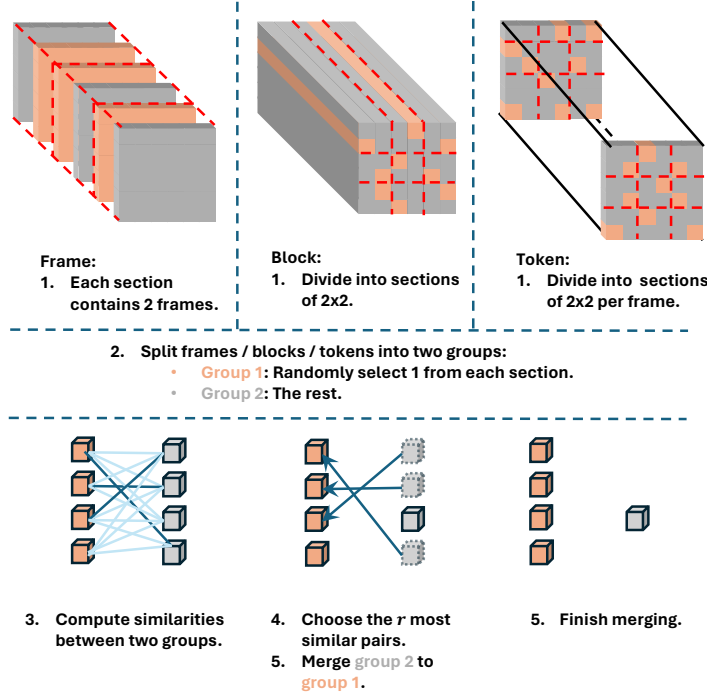 Frame:
1. Each section
contains 2 frames.
Block:
1. Divide into sections
of 2x2.
Token:
1. Divide into sections
of 2x2 per frame.
2. Split frames / blocks / tokens into two groups:
• Group 1: Randomly select 1 from each section.
• Group 2: The rest.
3. Compute similarities
between two groups.
4. Choose the r most
similar pairs.
5. Merge group 2 to
group 1.
5. Finish merging.